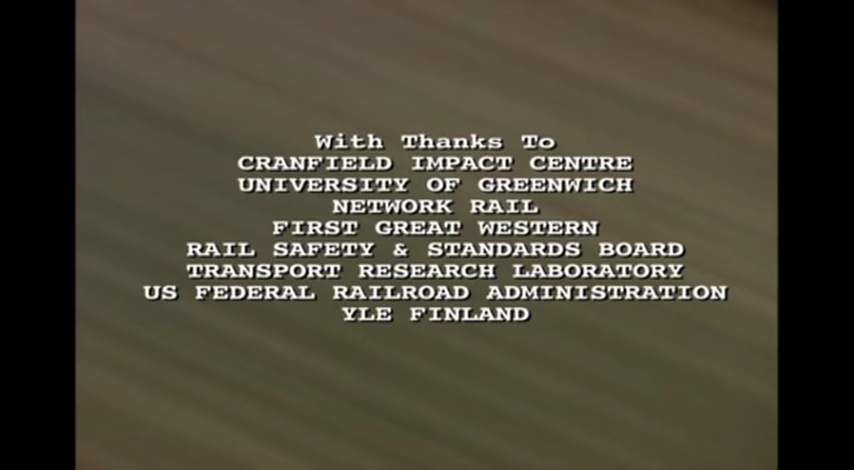 With Thanks To
CRANFIELD IMPACT CENTRE
UNIVERSITY OF GREENWICH
NETWORK RAIL
FIRST GREAT WESTERN
RAIL SAFETY & STANDARDS BOARD
TRANSPORT RESEARCH LABORATORY
US FEDERAL RAILROAD ADMINISTRATION
YLE FINLAND